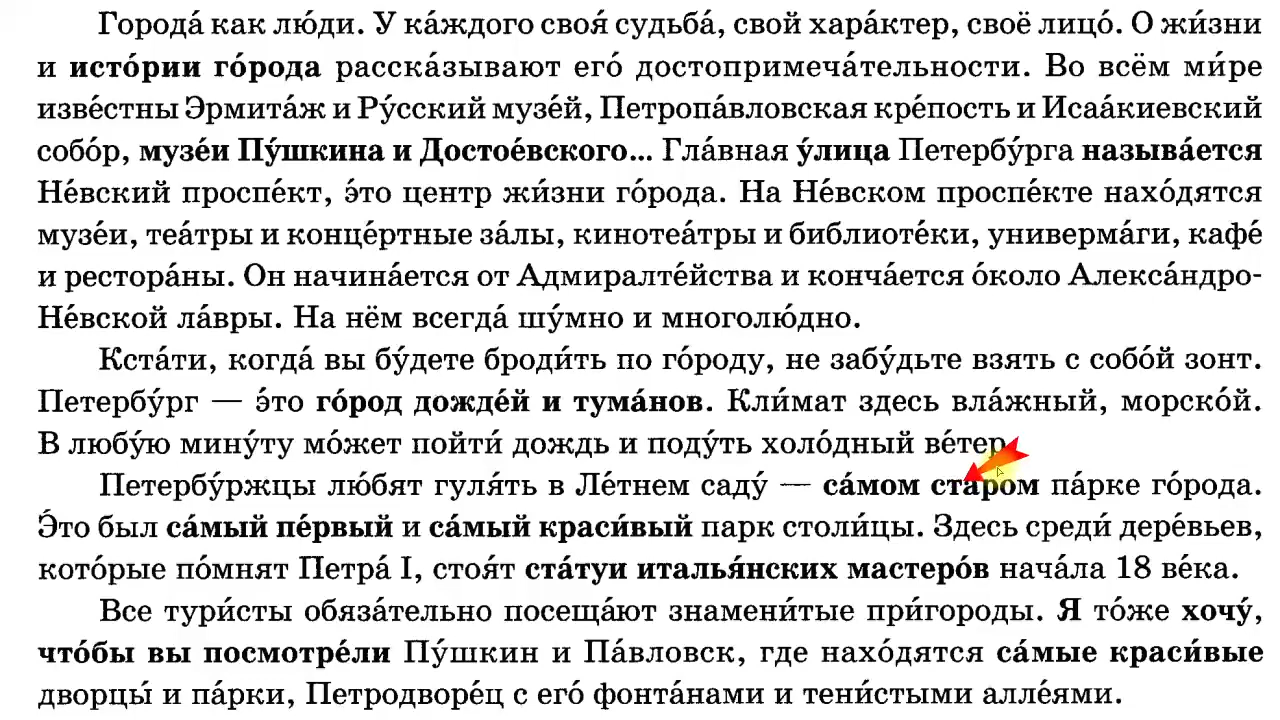 Города́ как лю́ди. У ка́ждого своя́ судьба́, свой хара́ктер, своё лицо́. О жи́зни
и исто́рии го́рода расска́зывают его́ достопримеча́тельности. Во всём ми́ре
изве́стны Эрмита́ж и Ру́сский музе́й, Петропа́вловская кре́пость и Исаа́киевский
собо́р, музе́и Пу́шкина и Достое́вского... Гла́вная у́лица Петербу́рга называ́ется
Не́вский проспе́кт, э́то центр жи́зни го́рода. На Не́вском проспе́кте нахо́дятся
музе́и, теа́тры и конце́ртные за́лы, кинотеа́тры и библиоте́ки, универма́ги, кафе́
и рестора́ны. Он начина́ется от Адмиралте́йства и конча́ется о́коло Алекса́ндро-
Не́вской ла́вры. На нём всегда́ шу́мно и многолю́дно.
Кста́ти, когда́ вы бу́дете броди́ть по го́роду, не забу́дьте взять с собо́й зонт.
Петербу́рг — э́то го́род дожде́й и тума́нов. Кли́мат здесь вла́жный, морско́й.
В любу́ю мину́ту мо́жет пойти́ дождь и поду́ть холо́дный ве́тер
Петербу́ржцы лю́бят гуля́ть в Ле́тнем саду́ — са́мом ста́ром па́рке го́рода.
Э́то был са́мый пе́рвый и са́мый краси́вый парк столи́цы. Здесь среди́ дере́вьев,
кото́рые по́мнят Петра́ I, стоя́т ста́туи италья́нских мастеро́в нача́ла 18 ве́ка.
Все тури́сты обяза́тельно посеща́ют знамени́тые при́городы. Я то́же хочу́,
что́бы вы посмотре́ли Пу́шкин и Па́вловск, где нахо́дятся са́мые краси́вые
дворцы́ и па́рки, Петродворе́ц с его́ фонта́нами и тени́стыми алле́ями.